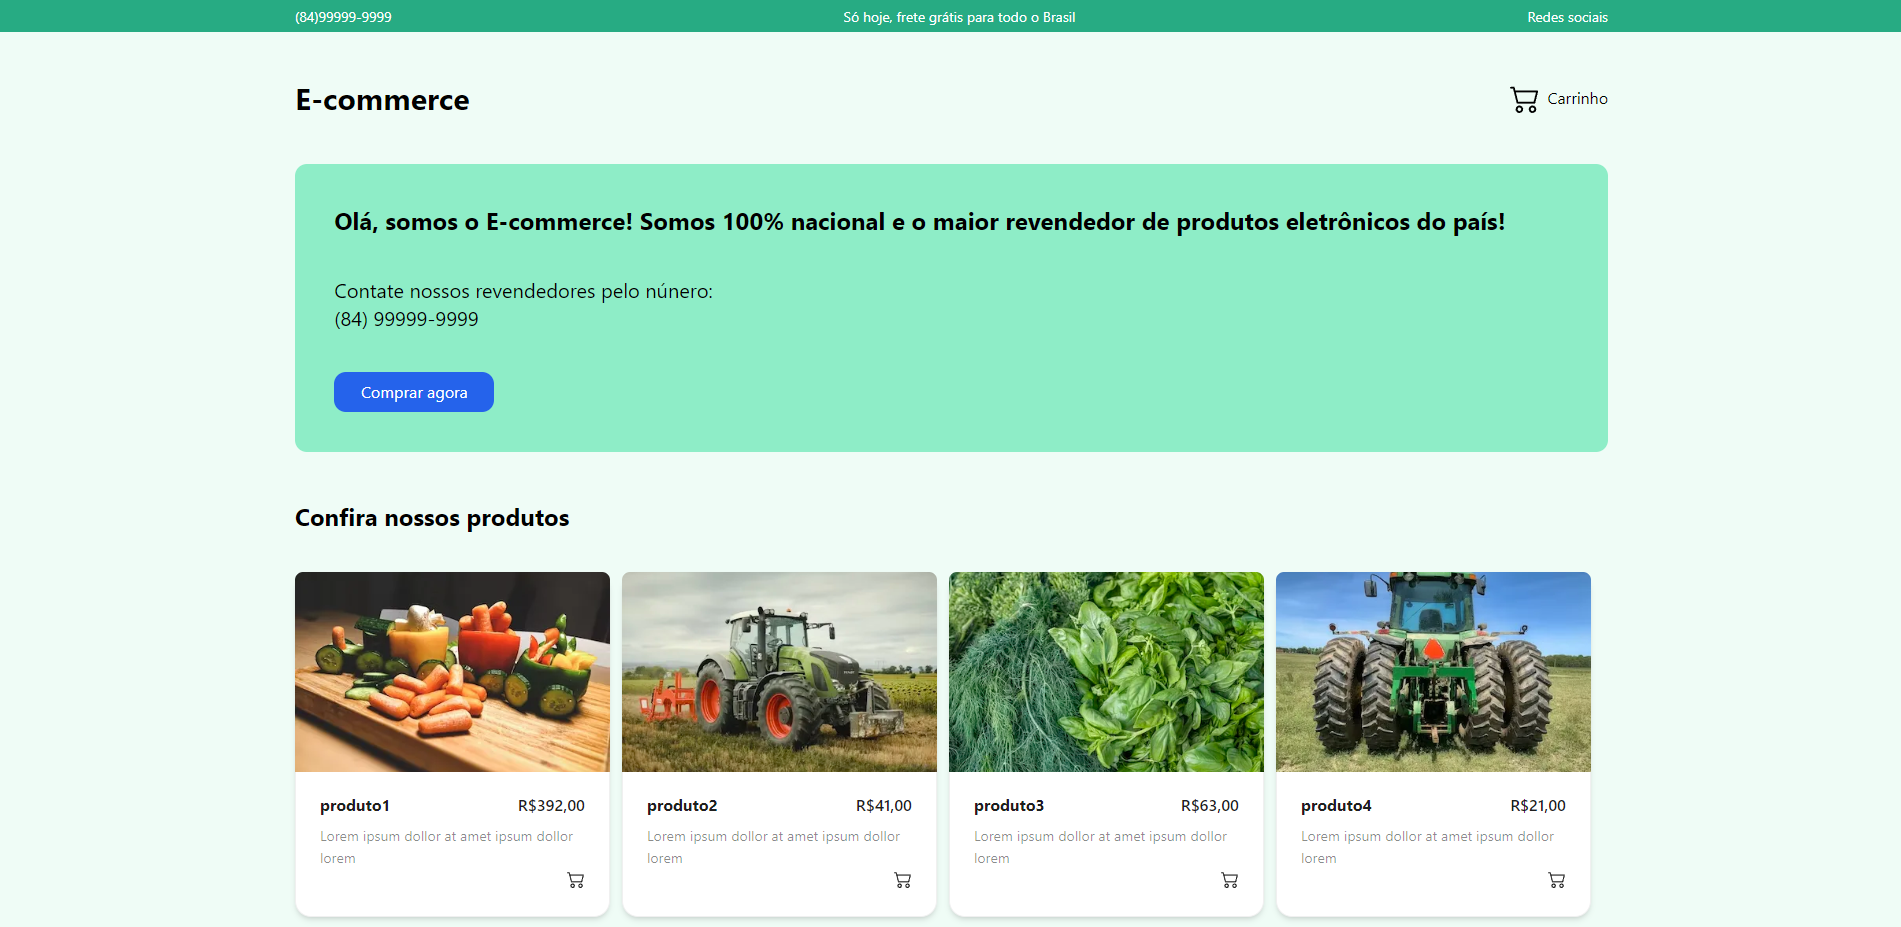 (84)99999-9999
Só hoje, frete grátis para todo o Brasil
Redes sociais
E-commerce
Carrinho
Olá, somos o E-commerce! Somos 100% nacional e o maior revendedor de produtos eletrônicos do país!
Contate nossos revendedores pelo núnero:
(84) 99999-9999
Comprar agora
Confira nossos produtos
produto1 R$392,00
Lorem ipsum dollor at amet ipsum dollor
lorem
produto2 R$41,00
Lorem ipsum dollor at amet ipsum dollor
lorem
produto3 R$63,00
Lorem ipsum dollor at amet ipsum dollor
lorem
produto4 R$21,00
Lorem ipsum dollor at amet ipsum dollor
lorem